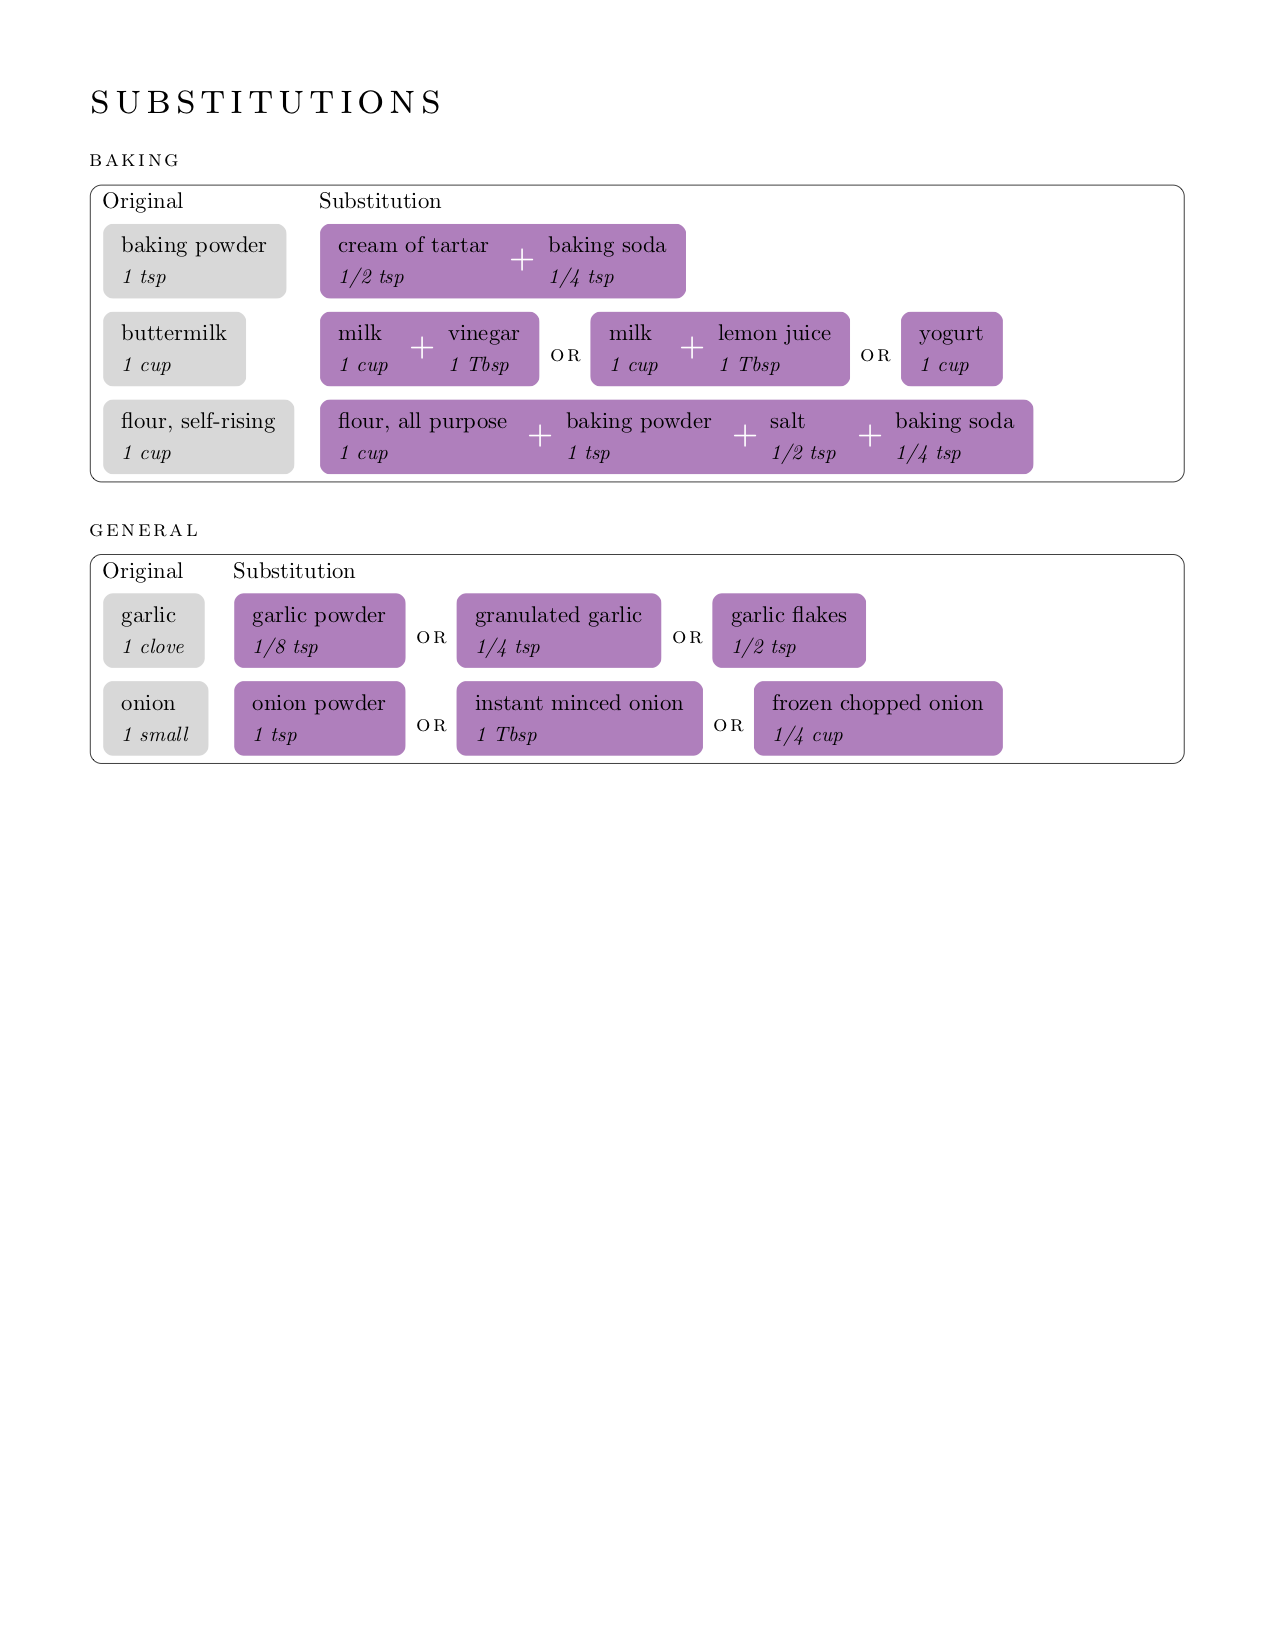 SUBSTITUTIONS
BAKING
Original Substitution
baking powder cream of tartar + baking soda
1 tsp 1/2 tsp 1/4 tsp
buttermilk milk + vinegar OR milk + lemon juice OR yogurt
1 cup 1 cup 1 Tbsp 1 cup 1 Tbsp 1 cup
flour, self-rising flour, all purpose + baking powder + salt + baking soda
1 cup 1 cup 1 tsp 1/2 tsp 1/4 tsp
GENERAL
Original Substitution
garlic garlic powder OR granulated garlic OR garlic flakes
1 clove 1/8 tsp 1/4 tsp 1/2 tsp
onion onion powder OR instant minced onion OR frozen chopped onion
1 small 1 tsp 1 Tbsp 1/4 cup